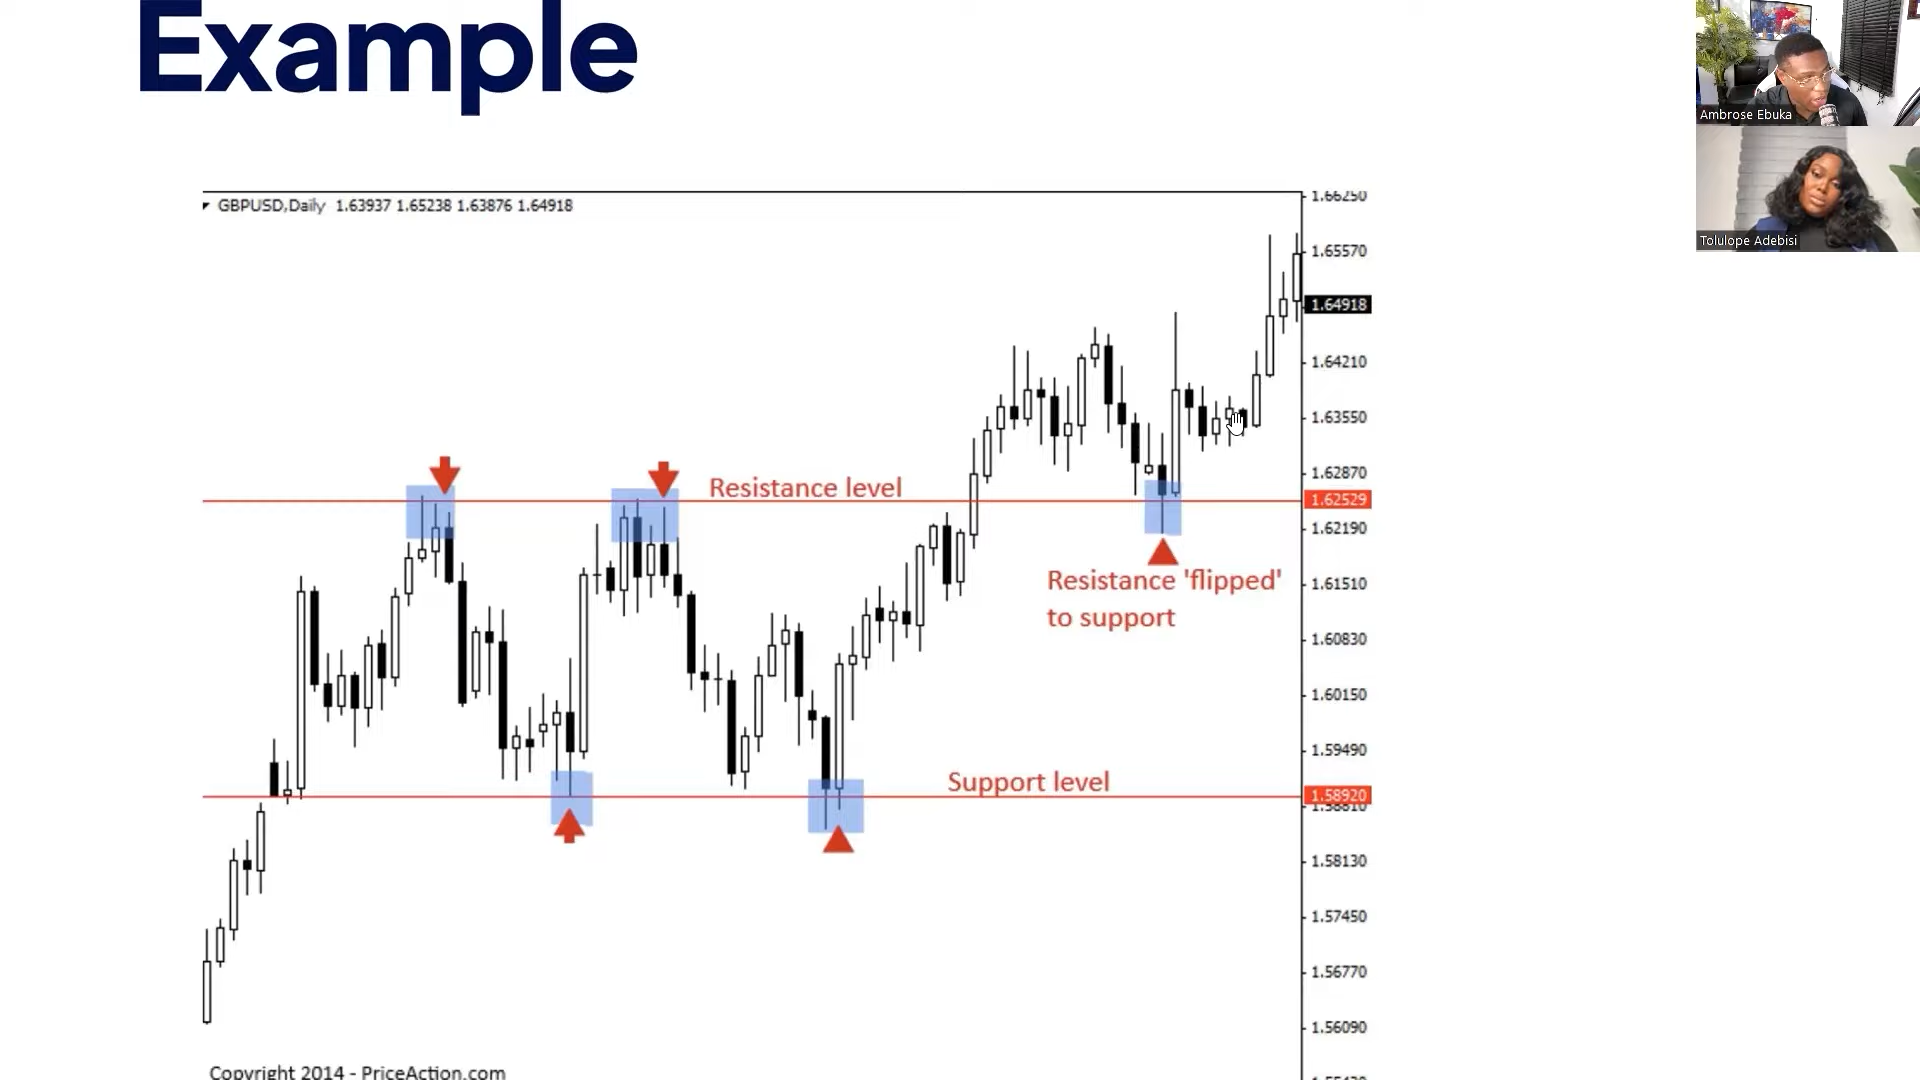 Example
Ambrose Ebuka
Tolulope Adebisi
GBPUSD,Daily 1.63937 1.65238 1.63876 1.64918
1.66250
1.65570
1.64918
1.64210
1.63550
1.62870
1.62529
1.62190
1.61510
1.60830
1.60150
1.59490
1.58920
1.58810
1.58130
1.57450
1.56770
1.56090
Resistance level
Resistance 'flipped'
to support
Support level
Copyright 2014 - PriceAction.com